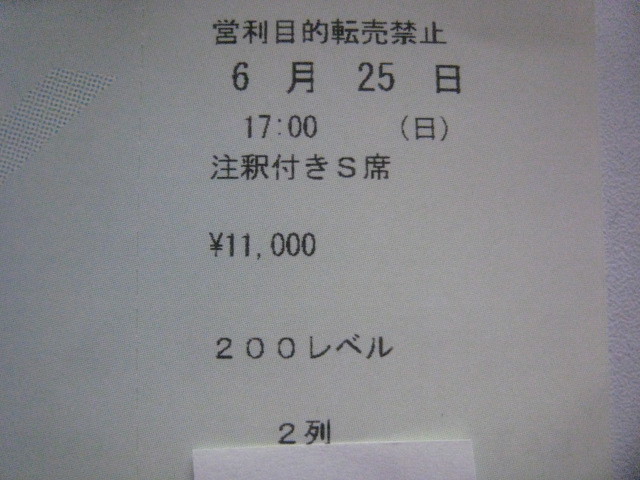 営利目的転売禁止
6 月 25 日
17:00 (日)
注釈付きS席
¥11,000
200レベル
2列